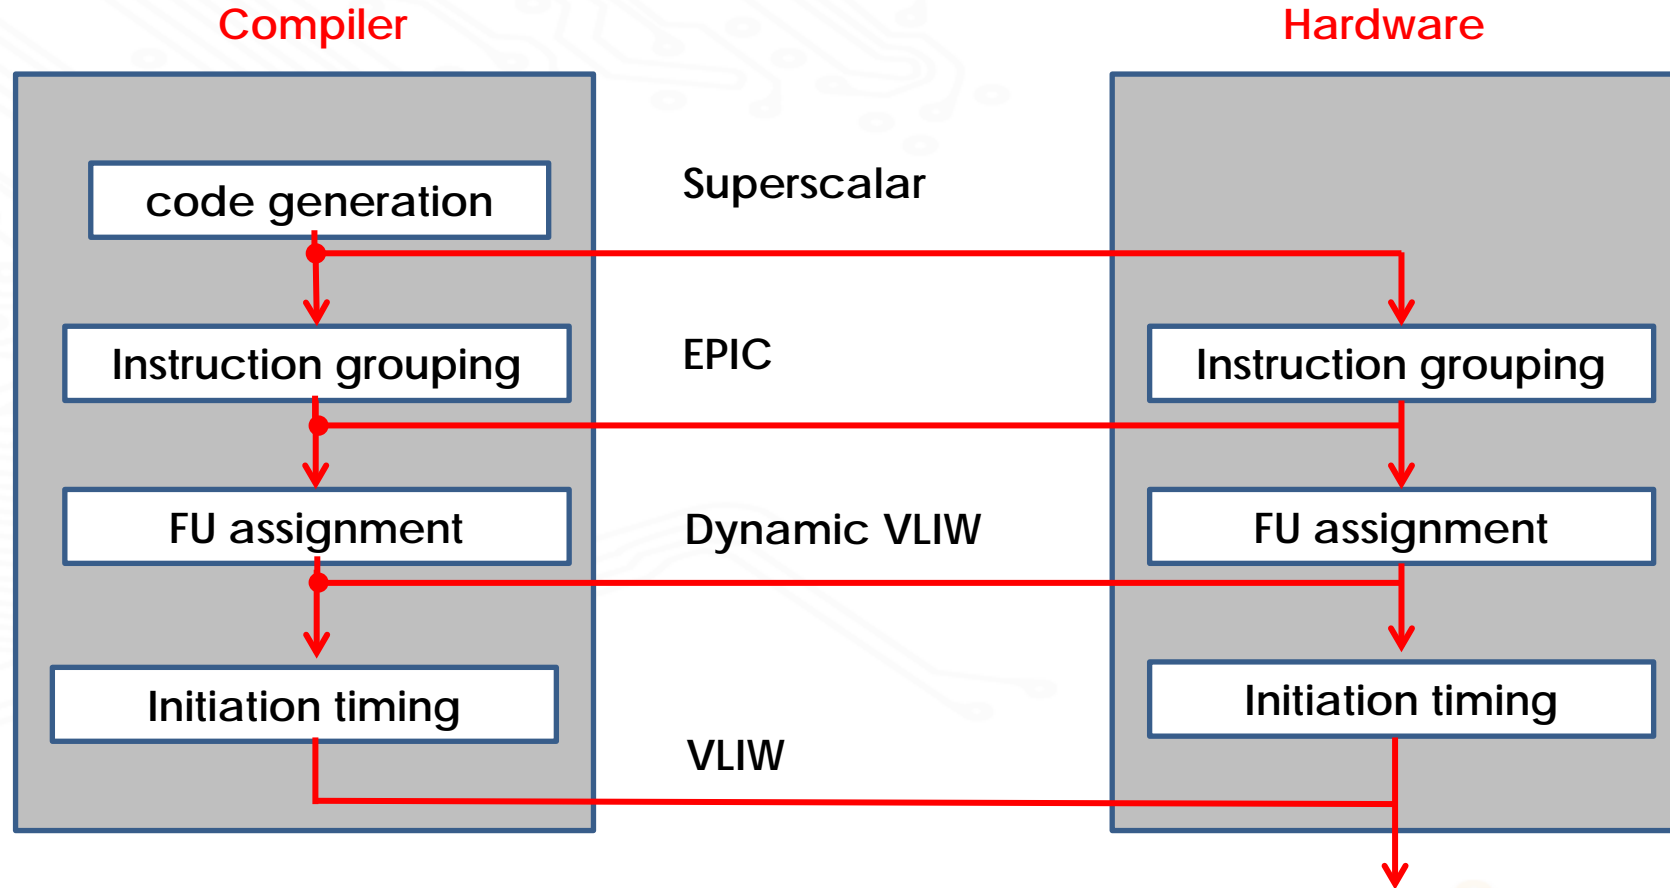 Compiler
Hardware
code generation
Superscalar
Instruction grouping
EPIC
Instruction grouping
FU assignment
Dynamic VLIW
FU assignment
Initiation timing
Initiation timing
VLIW